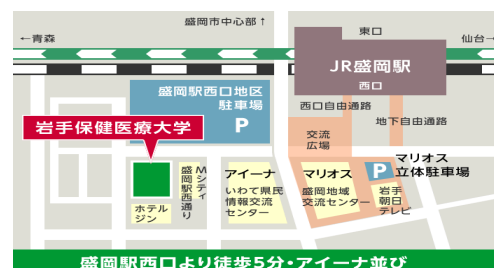 盛岡市中心部↑
←青森
東口
仙台→
JR盛岡駅
西口
盛岡駅西口地区
駐車場
P
西口自由通路
地下自由通路
岩手保健医療大学
交流
広場
マリオス
立体駐車場
P
Mシティ
盛岡駅西通り
アイーナ
いわて県民
情報交流
センター
マリオス
盛岡地域
交流センター
岩手
朝日
テレビ
ホテル
ジン
盛岡駅西口より徒歩5分・アイーナ並び